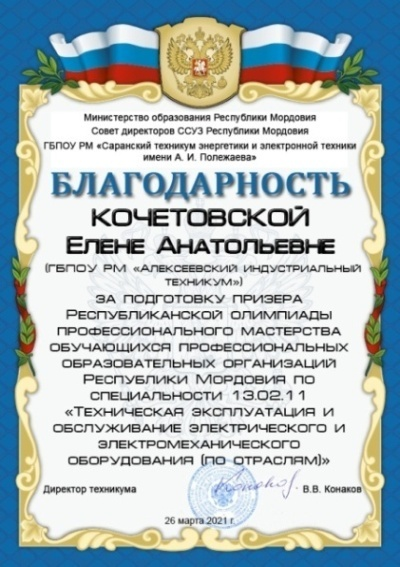 Министерство образования Республики Мордовия
Совет директоров ССУЗ Республики Мордовия
ГБПОУ РМ «Саранский техникум энергетики и электронной техники
имени А. И. Полежаева»
БЛАГОДАРНОСТЬ
КОЧЕТОВСКОЙ
Елене Анатольевне
(ГБПОУ РМ «Алексеевский индустриальный
техникум»)
за подготовку призера
Республиканской олимпиады
профессионального мастерства
обучающихся профессиональных
образовательных организаций
Республики Мордовия по
специальности 13.02.11
«Техническая эксплуатация и
обслуживание электрического и
электромеханического
оборудования (по отраслям)»
Директор техникума В.В. Конаков
26 марта 2021 г.